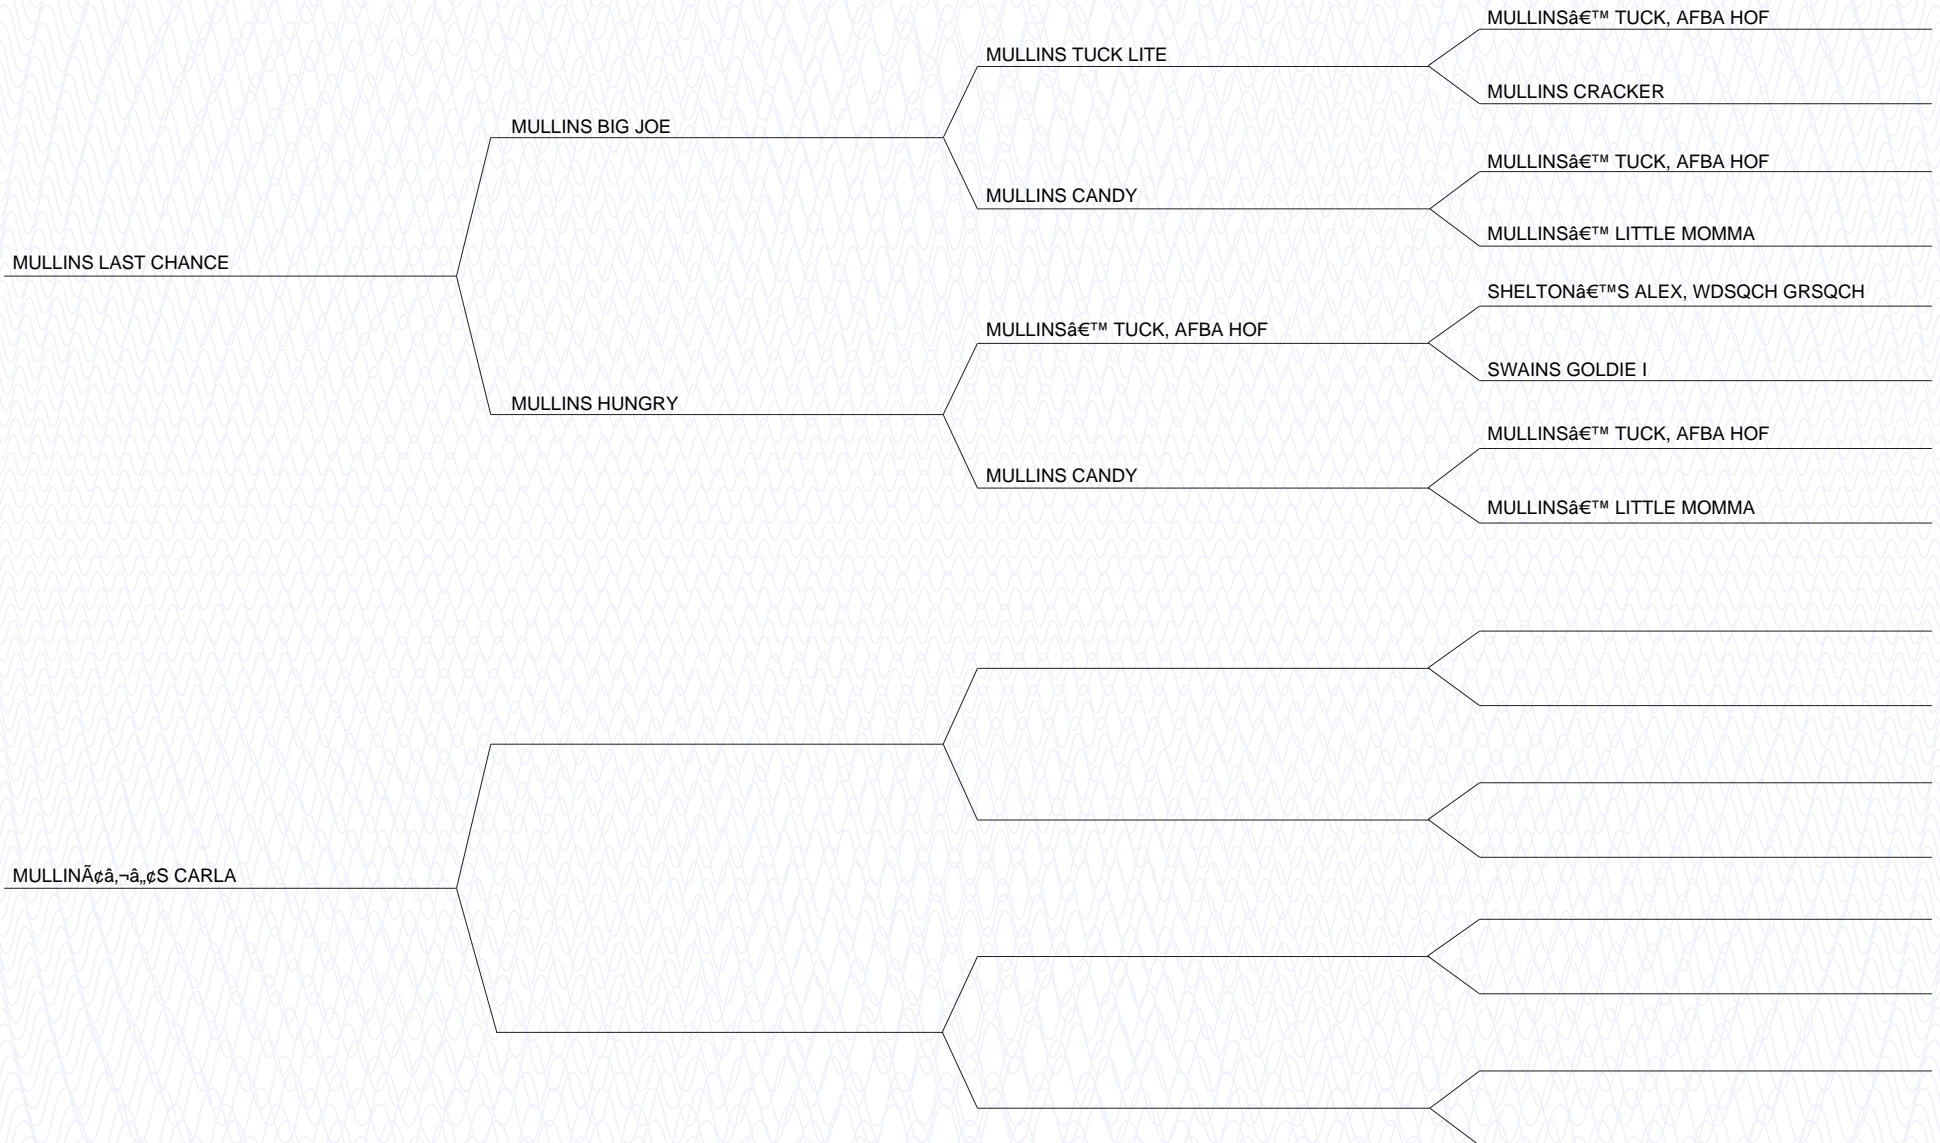 MULLINSâ€™ TUCK, AFBA HOF
MULLINS TUCK LITE
MULLINS CRACKER
MULLINS BIG JOE
MULLINSâ€™ TUCK, AFBA HOF
MULLINS CANDY
MULLINSâ€™ LITTLE MOMMA
MULLINS LAST CHANCE
SHELTONâ€™S ALEX, WDSQCH GRSQCH
MULLINSâ€™ TUCK, AFBA HOF
SWAINS GOLDIE I
MULLINS HUNGRY
MULLINSâ€™ TUCK, AFBA HOF
MULLINS CANDY
MULLINSâ€™ LITTLE MOMMA
MULLINÃ¢â‚¬â„¢S CARLA